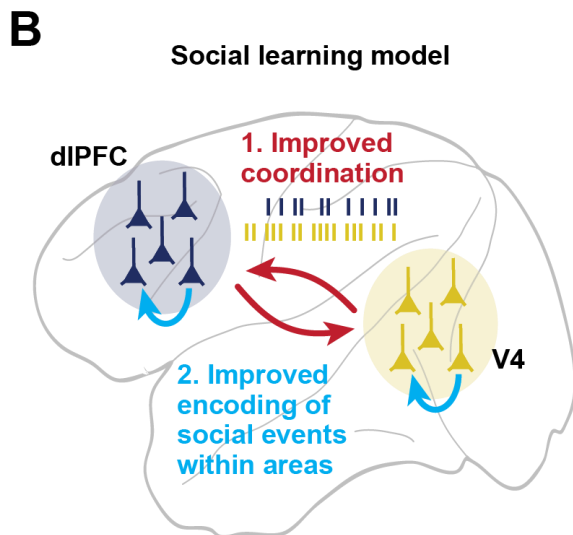 B
Social learning model
dlPFC
1. Improved
coordination
V4
2. Improved
encoding of
social events
within areas